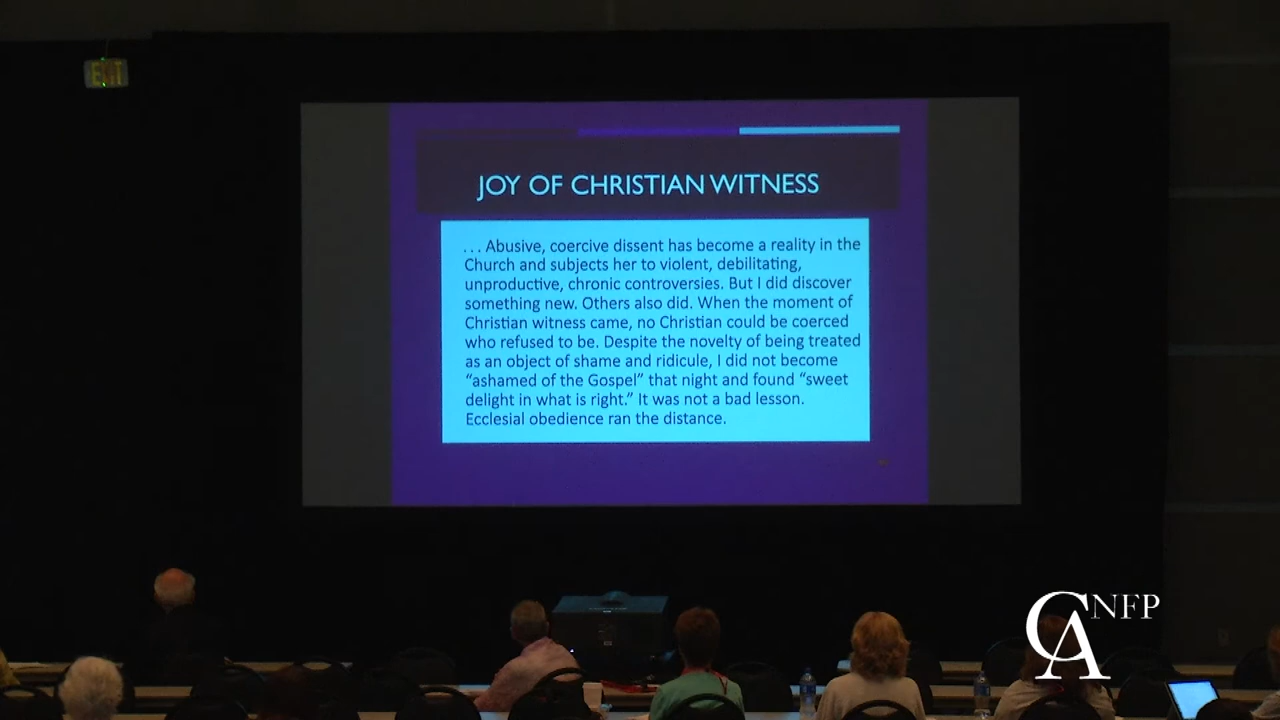 EXIT
JOY OF CHRISTIAN WITNESS
. . . Abusive, coercive dissent has become a reality in the
Church and subjects her to violent, debilitating,
unproductive, chronic controversies. But I did discover
something new. Others also did. When the moment of
Christian witness came, no Christian could be coerced
who refused to be. Despite the novelty of being treated
as an object of shame and ridicule, I did not become
“ashamed of the Gospel” that night and found “sweet
delight in what is right.” It was not a bad lesson.
Ecclesial obedience ran the distance.
CA NFP